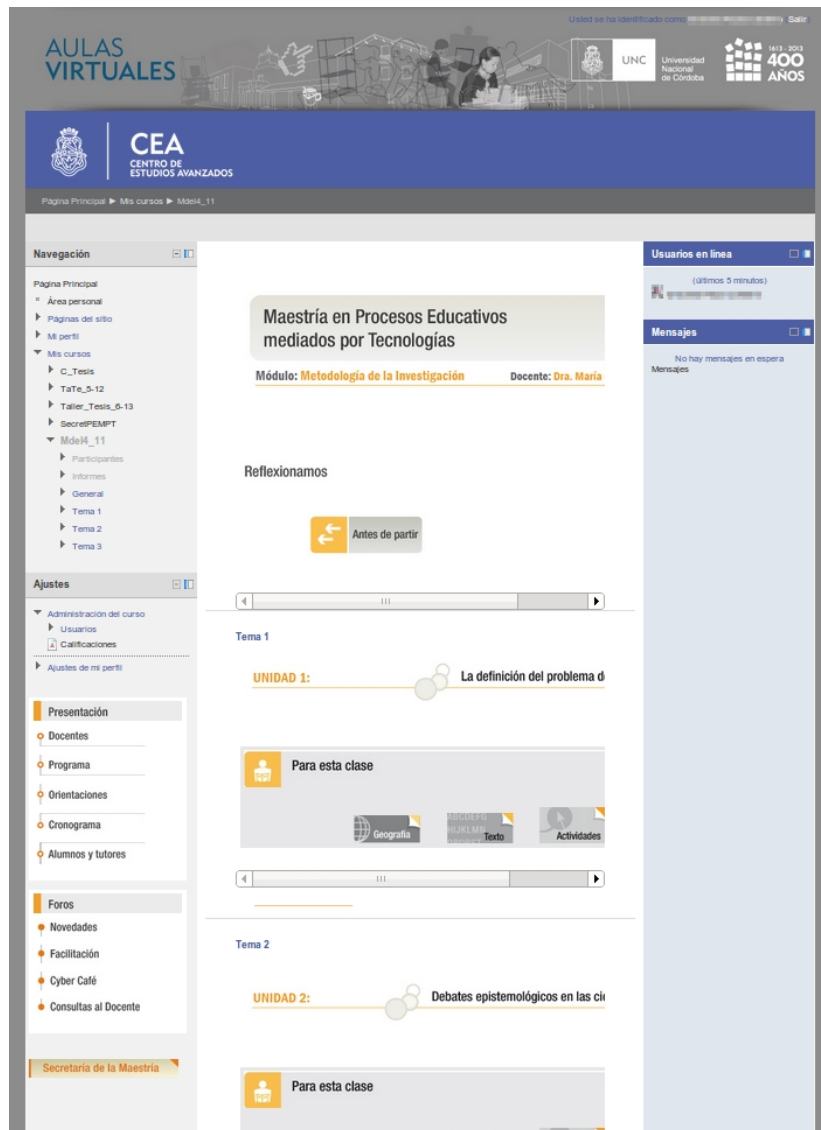 Usted se ha identificado como (Salir)
AULAS
VIRTUALES
UNC
Universidad
Nacional
de Córdoba
1613 - 2013
400
AÑOS
CEA
CENTRO DE
ESTUDIOS AVANZADOS
Página Principal ► Mis cursos ► Mdel4_11
Navegación
Página Principal
Área personal
Páginas del sitio
Mi perfil
Mis cursos
C_Tesis
TaTe_5-12
Taller_Tesis_6-13
SecretPEMPT
Mdel4_11
Participantes
Informes
General
Tema 1
Tema 2
Tema 3
Ajustes
Administración del curso
Usuarios
Calificaciones
Ajustes de mi perfil
Presentación
Docentes
Programa
Orientaciones
Cronograma
Alumnos y tutores
Foros
Novedades
Facilitación
Cyber Café
Consultas al Docente
Secretaría de la Maestría
Maestría en Procesos Educativos
mediados por Tecnologías
Módulo: Metodología de la Investigación Docente: Dra. María
Reflexionamos
Antes de partir
Tema 1
UNIDAD 1: La definición del problema d
Para esta clase
Geografía
ABCDEFG
HIJKLMN
Texto
Actividades
Tema 2
UNIDAD 2: Debates epistemológicos en las cie
Para esta clase
Usuarios en línea
(últimos 5 minutos)
Mensajes
No hay mensajes en espera
Mensajes